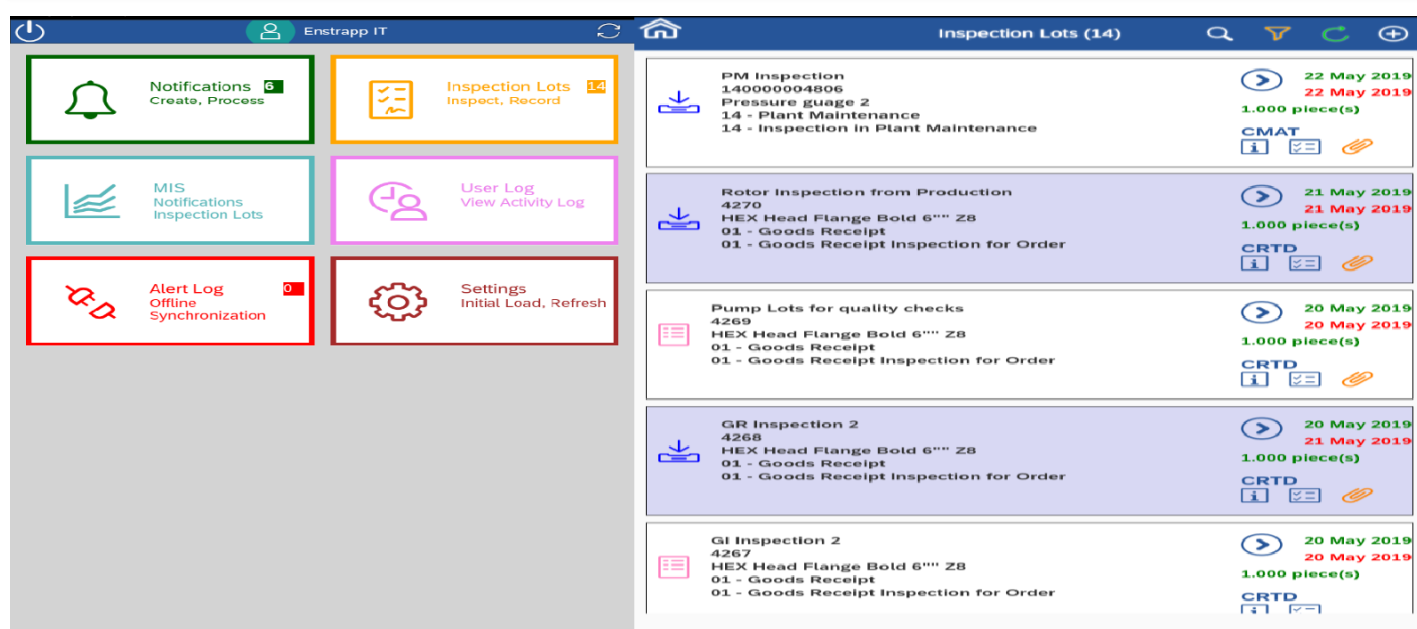 Enstrapp IT
Notifications 6
Create, Process
Inspection Lots 14
Inspect, Record
MIS
Notifications
Inspection Lots
User Log
View Activity Log
Alert Log 0
Offline
Synchronization
Settings
Initial Load, Refresh
Inspection Lots (14)
PM Inspection
140000004806
Pressure guage 2
14 - Plant Maintenance
14 - Inspection in Plant Maintenance
22 May 2019
22 May 2019
1.000 piece(s)
CMAT
Rotor Inspection from Production
4270
HEX Head Flange Bold 6"" Z8
01 - Goods Receipt
01 - Goods Receipt Inspection for Order
21 May 2019
21 May 2019
1.000 piece(s)
CRTD
Pump Lots for quality checks
4269
HEX Head Flange Bold 6"" Z8
01 - Goods Receipt
01 - Goods Receipt Inspection for Order
20 May 2019
20 May 2019
1.000 piece(s)
CRTD
GR Inspection 2
4268
HEX Head Flange Bold 6"" Z8
01 - Goods Receipt
01 - Goods Receipt Inspection for Order
20 May 2019
21 May 2019
1.000 piece(s)
CRTD
GI Inspection 2
4267
HEX Head Flange Bold 6"" Z8
01 - Goods Receipt
01 - Goods Receipt Inspection for Order
20 May 2019
20 May 2019
1.000 piece(s)
CRTD